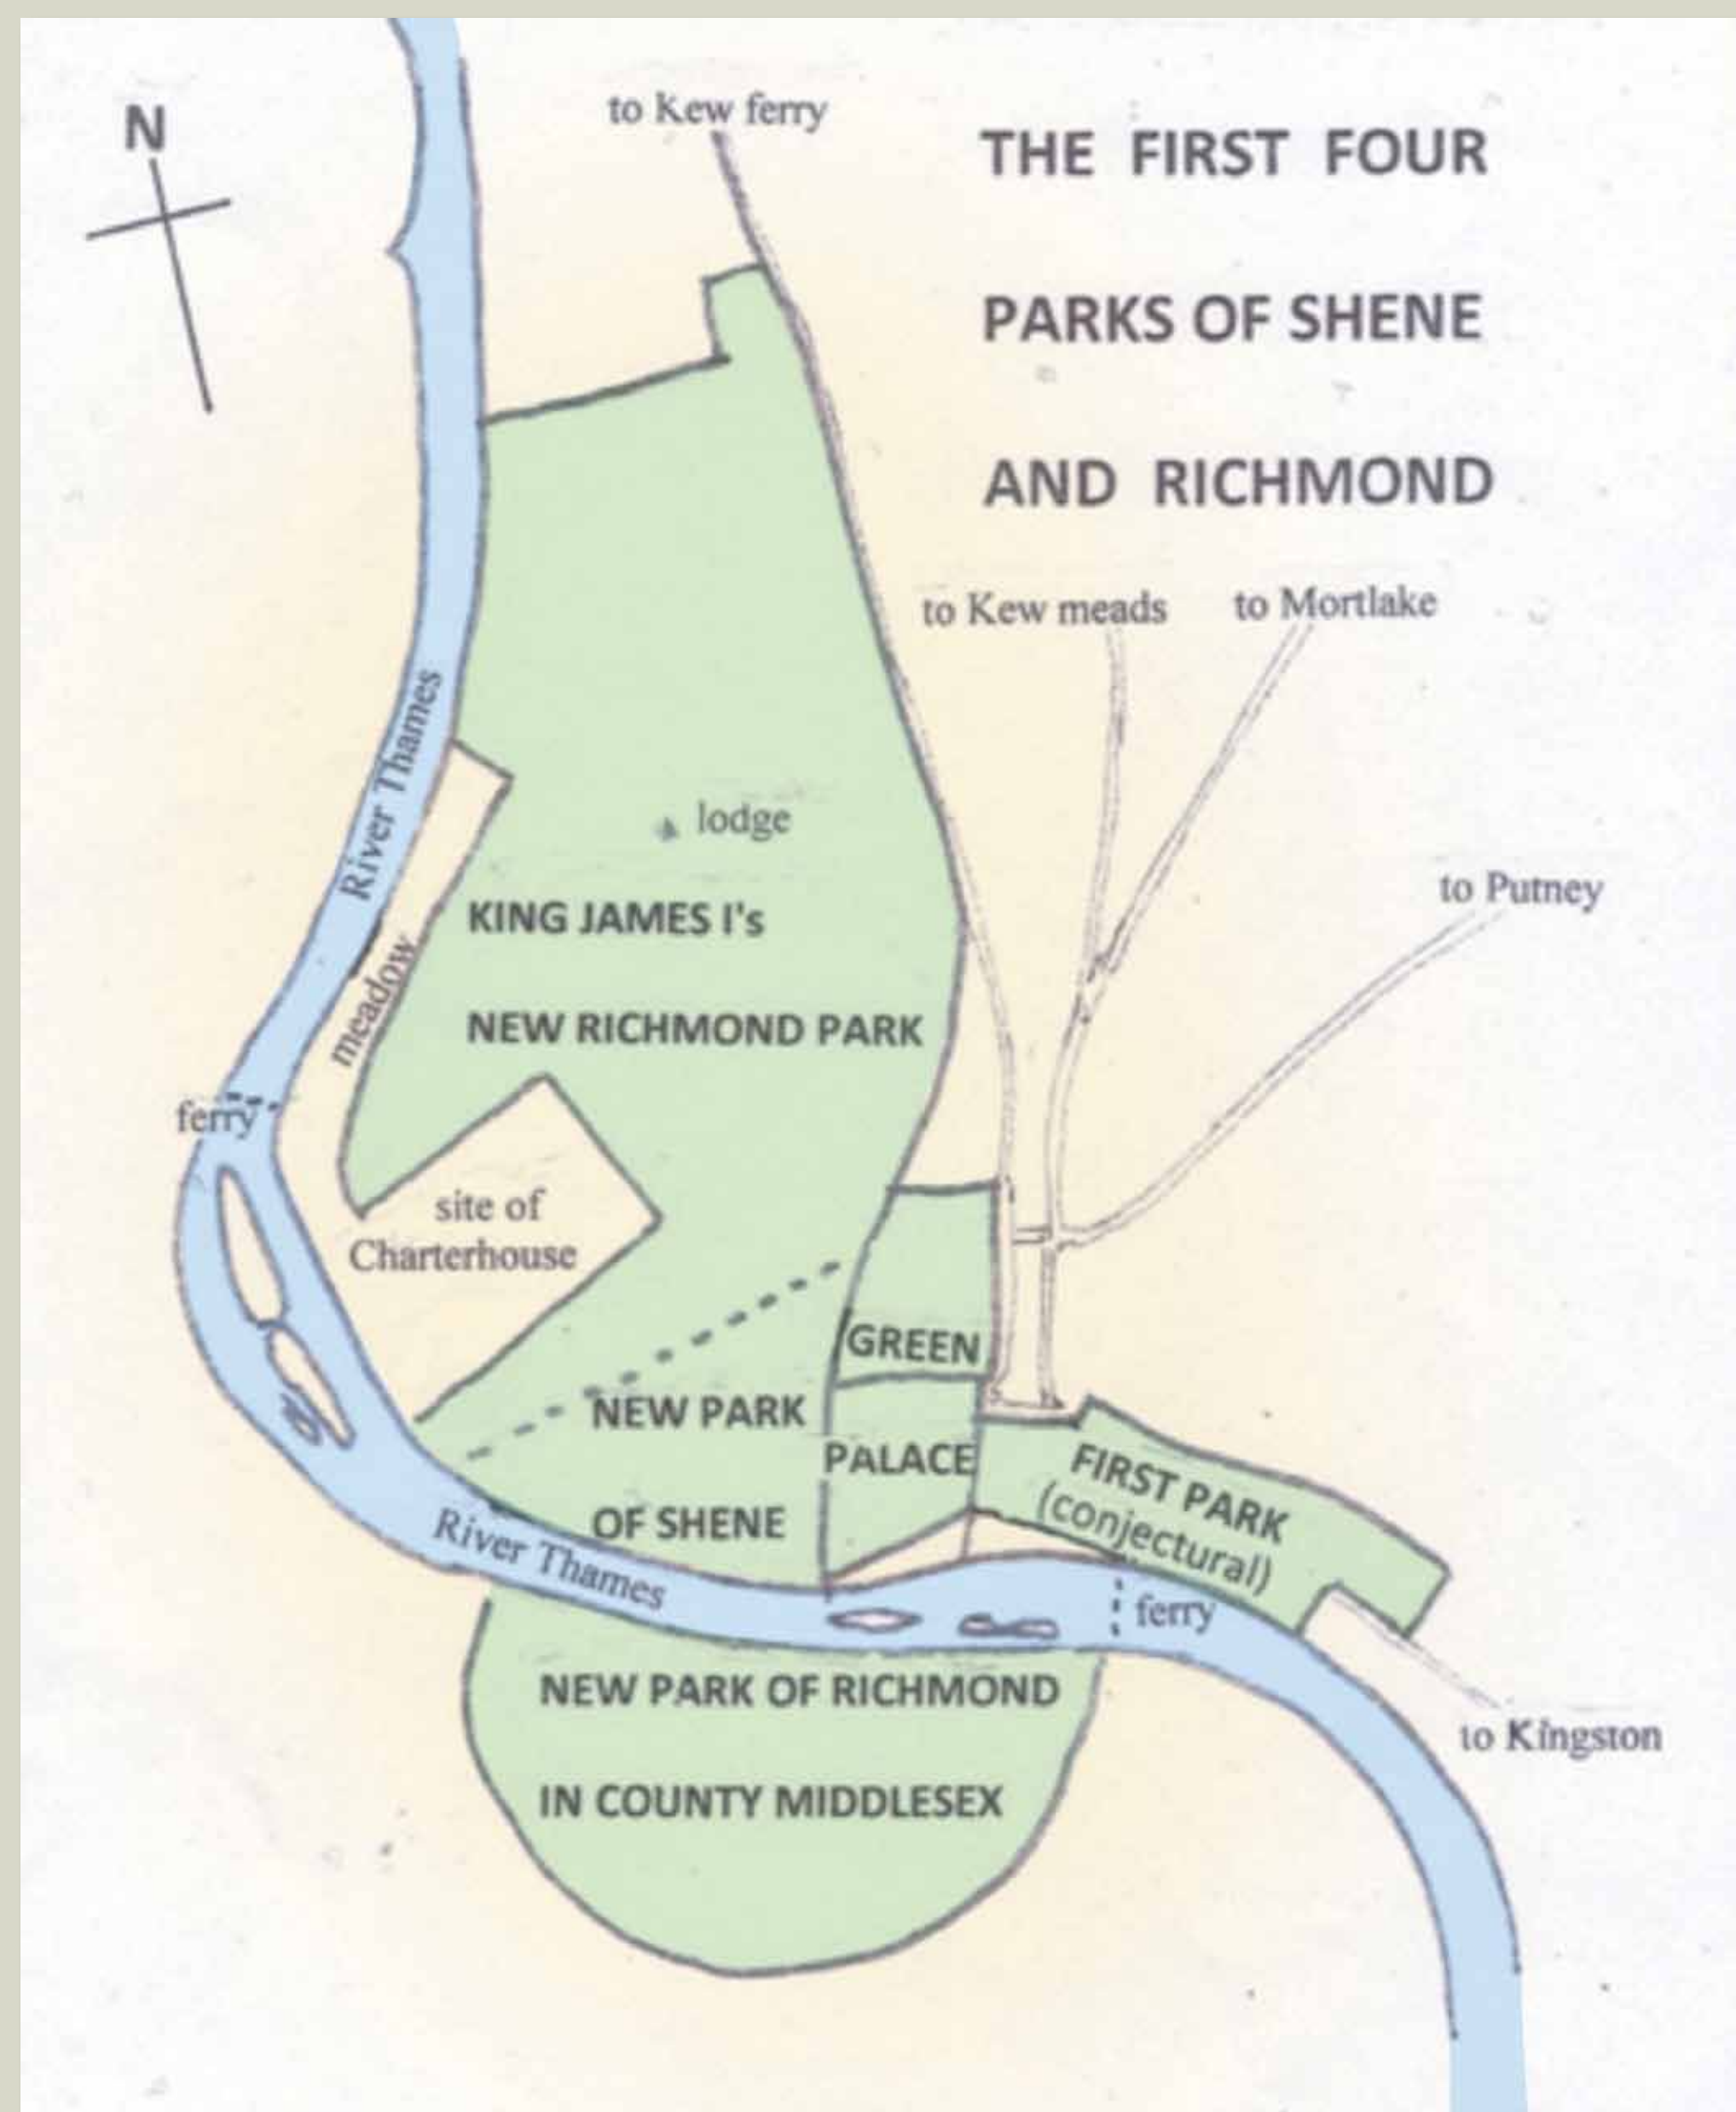 N
to Kew ferry
THE FIRST FOUR
PARKS OF SHENE
AND RICHMOND
to Kew meads
to Mortlake
River Thames
lodge
to Putney
KING JAMES I's
meadow
NEW RICHMOND PARK
ferry
site of
Charterhouse
GREEN
NEW PARK
PALACE
FIRST PARK
(conjectural)
OF SHENE
River Thames
ferry
NEW PARK OF RICHMOND
to Kingston
IN COUNTY MIDDLESEX